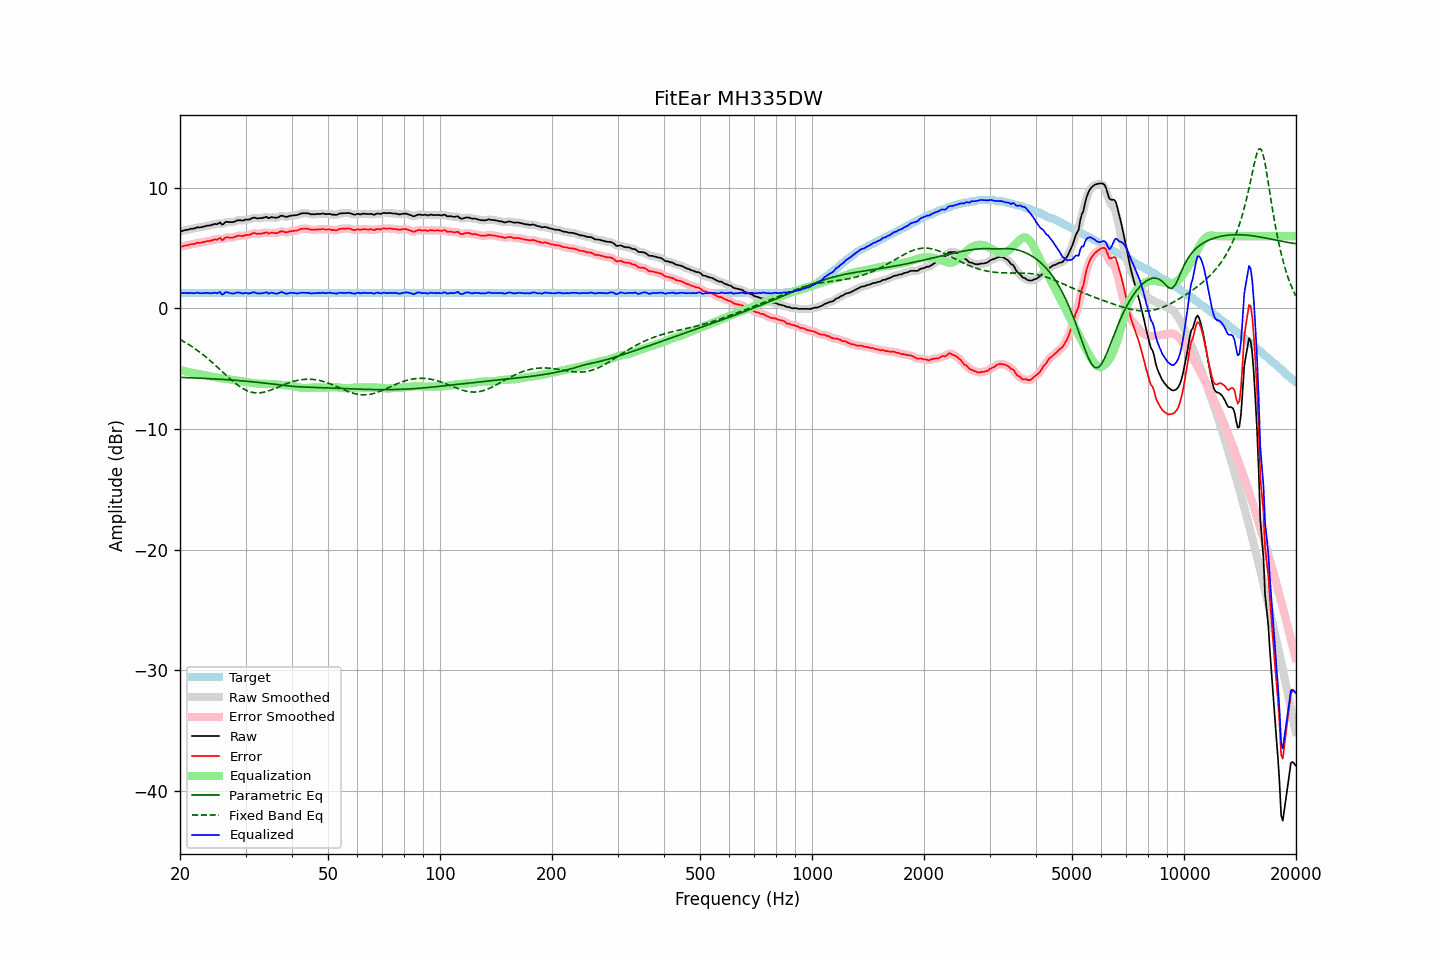 FitEar MH335DW
Amplitude (dBr)
10
0
−10
−20
−30
−40
Target
Raw Smoothed
Error Smoothed
Raw
Error
Equalization
Parametric Eq
Fixed Band Eq
Equalized
20 50 100 200 500 1000 2000 5000 10000 20000
Frequency (Hz)